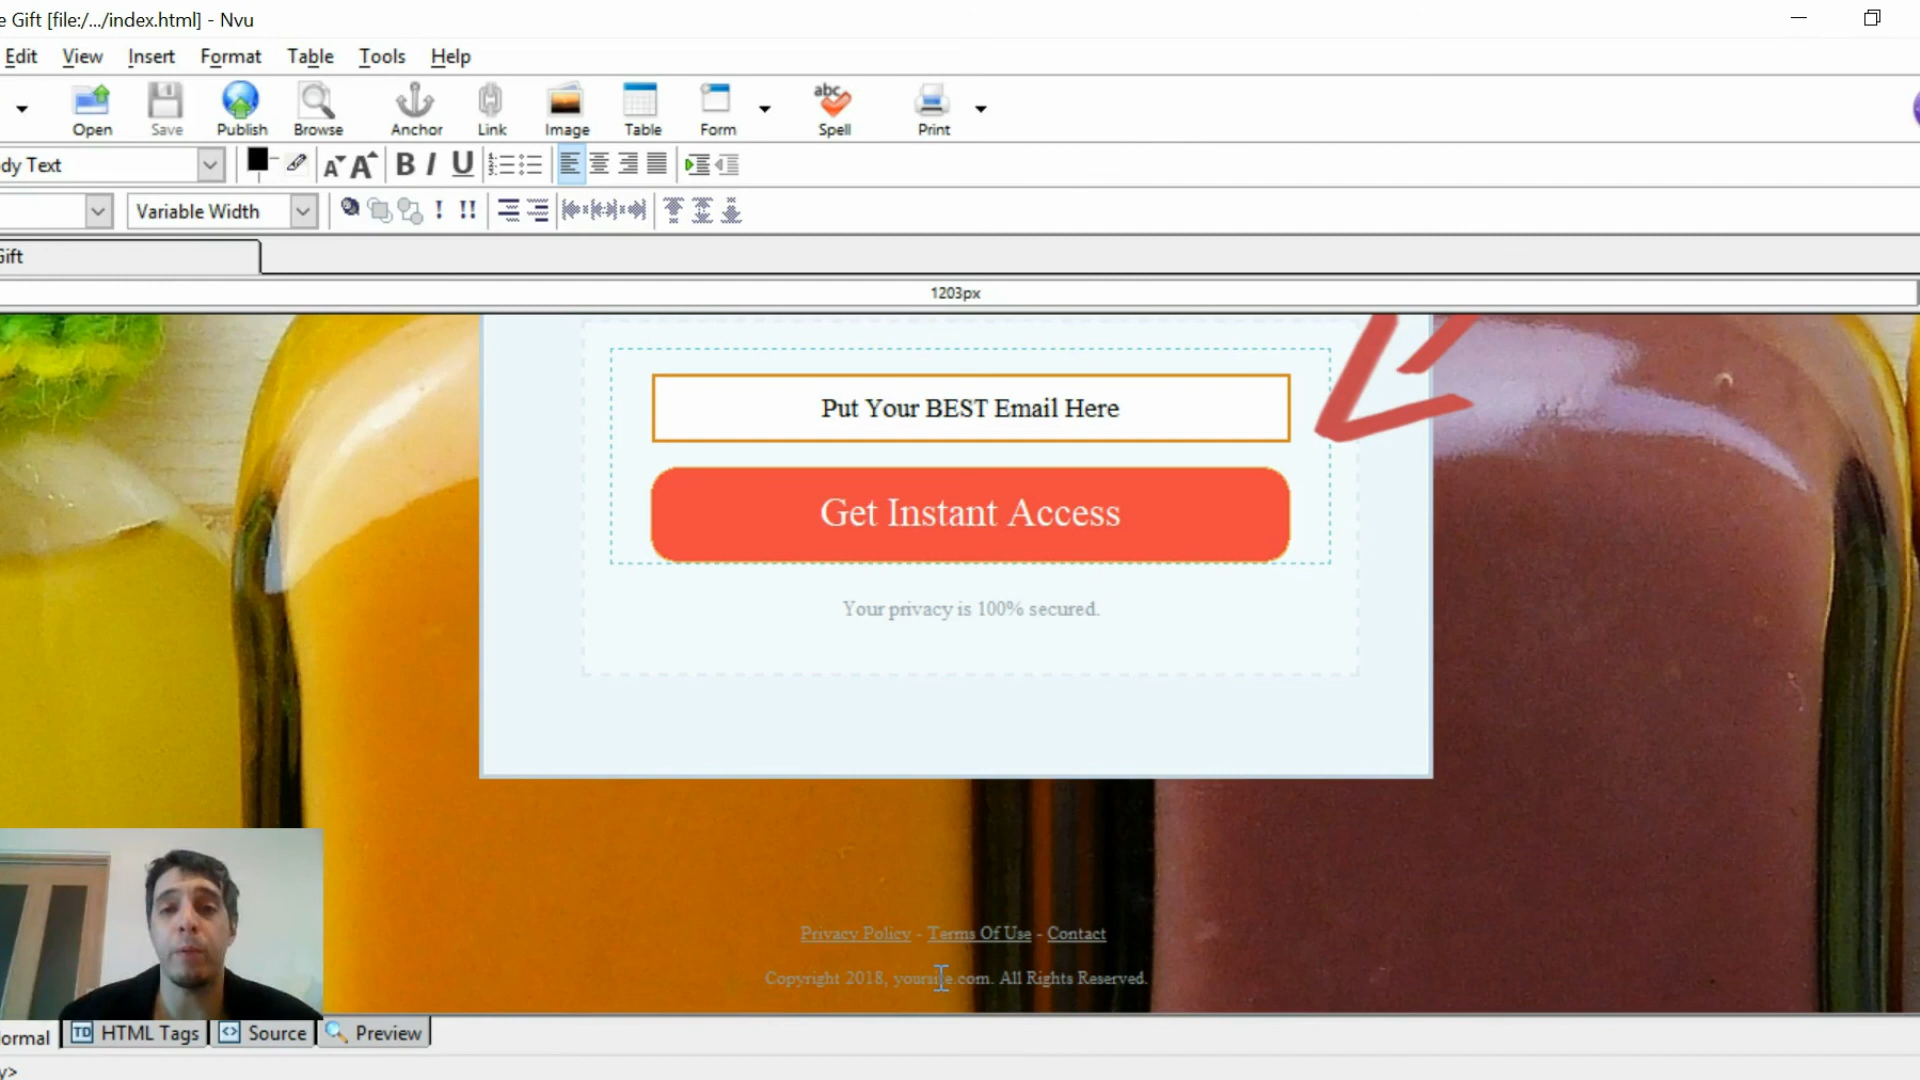 e Gift [file:/.../index.html] - Nvu
Edit View Insert Format Table Tools Help
Open Save Publish Browse Anchor Link Image Table Form Spell Print
dy Text
Variable Width
Gift
1203px
Put Your BEST Email Here
Get Instant Access
Your privacy is 100% secured.
Privacy Policy - Terms Of Use - Contact
Copyright 2018, yoursite.com. All Rights Reserved.
ormal HTML Tags Source Preview
y>